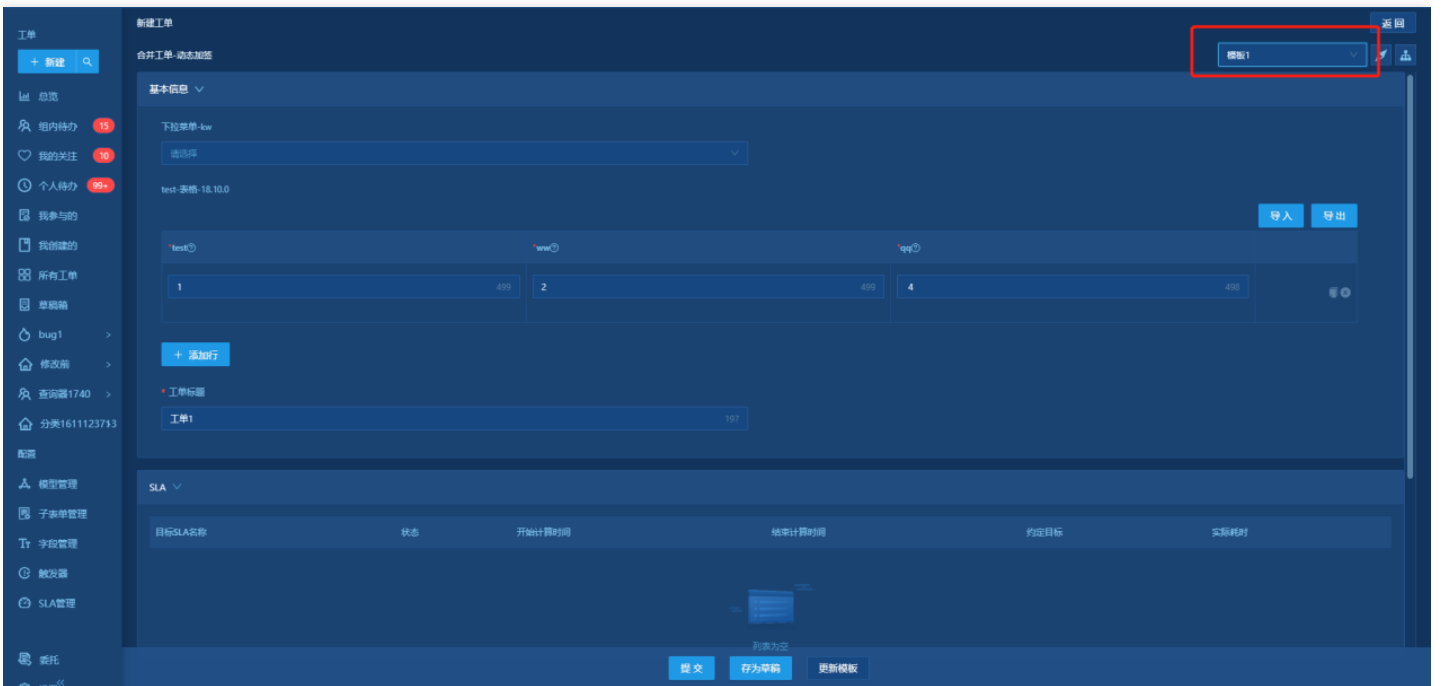 工单
+ 新建
总览
组内待办 15
我的关注 10
个人待办 99+
我参与的
我创建的
所有工单
草稿箱
bug1 >
修改前 >
查询器1740 >
配置
模型管理
子表单管理
字段管理
触发器
SLA管理
委托
新建工单 返回
合并工单-动态加签 模板1
基本信息
下拉菜单-kw
请选择
test-表格-18.10.0
导入 导出
*test *ww *qq
1 499 2 499 4 498
+ 添加行
* 工单标题
工单1 197
SLA
目标SLA名称 状态 开始计算时间 结束计算时间 约定目标 实际耗时
列表为空
提交 存为草稿 更新模板